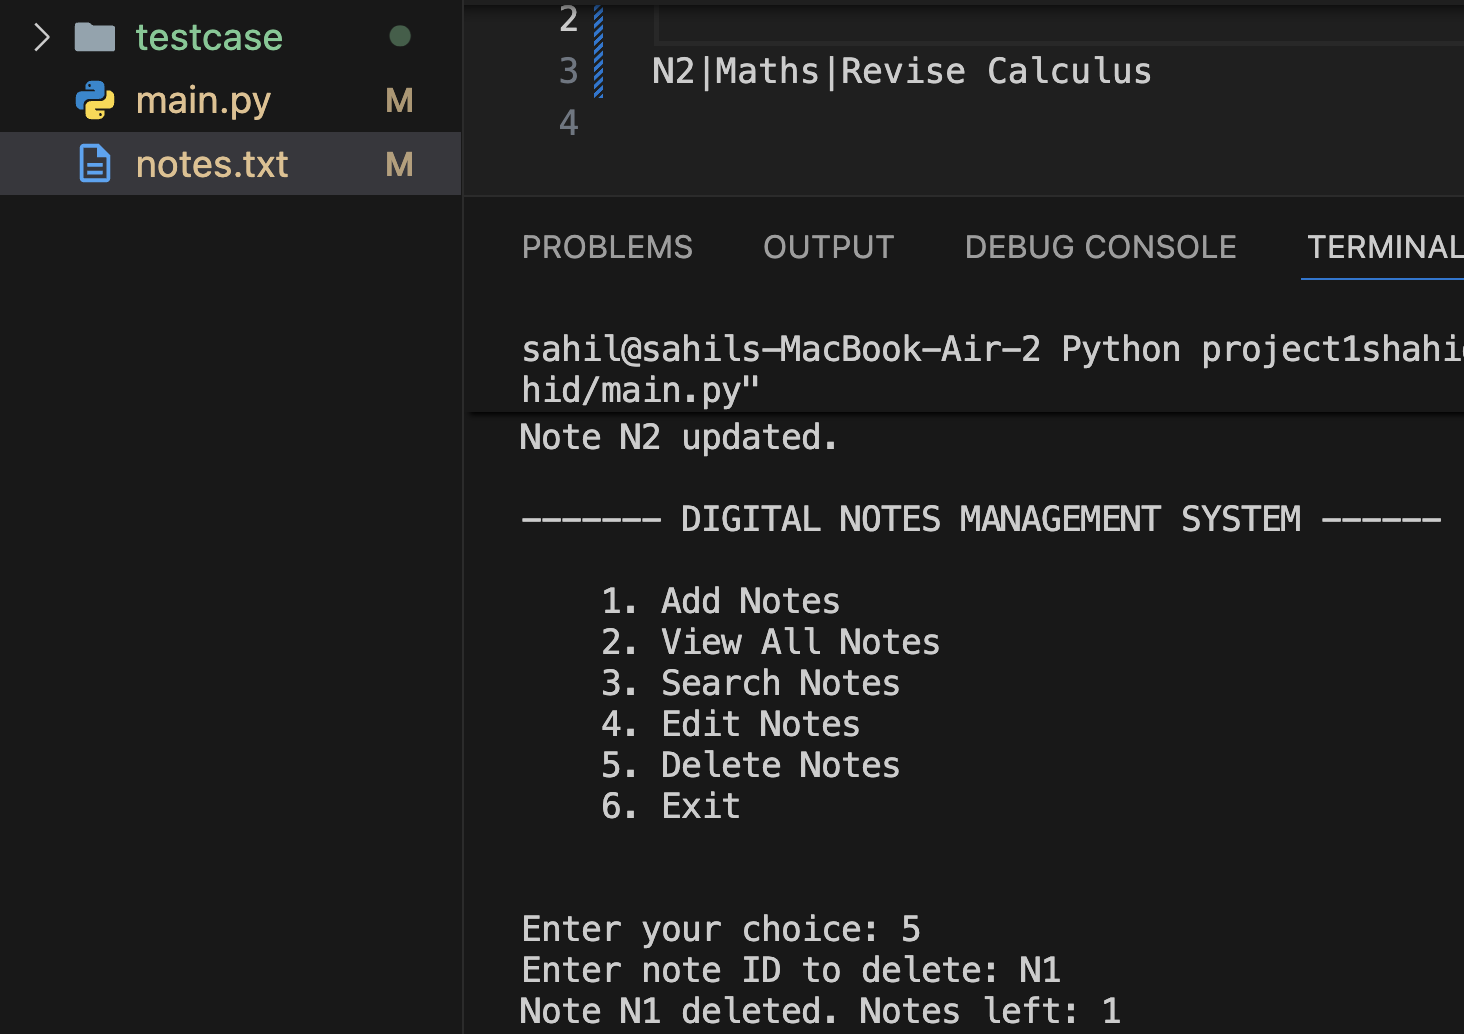 testcase
main.py M
notes.txt M
2
3 N2|Maths|Revise Calculus
4
PROBLEMS OUTPUT DEBUG CONSOLE TERMINAL
sahil@sahils-MacBook-Air-2 Python project1shahi
hid/main.py"
Note N2 updated.
------- DIGITAL NOTES MANAGEMENT SYSTEM ------
1. Add Notes
2. View All Notes
3. Search Notes
4. Edit Notes
5. Delete Notes
6. Exit
Enter your choice: 5
Enter note ID to delete: N1
Note N1 deleted. Notes left: 1